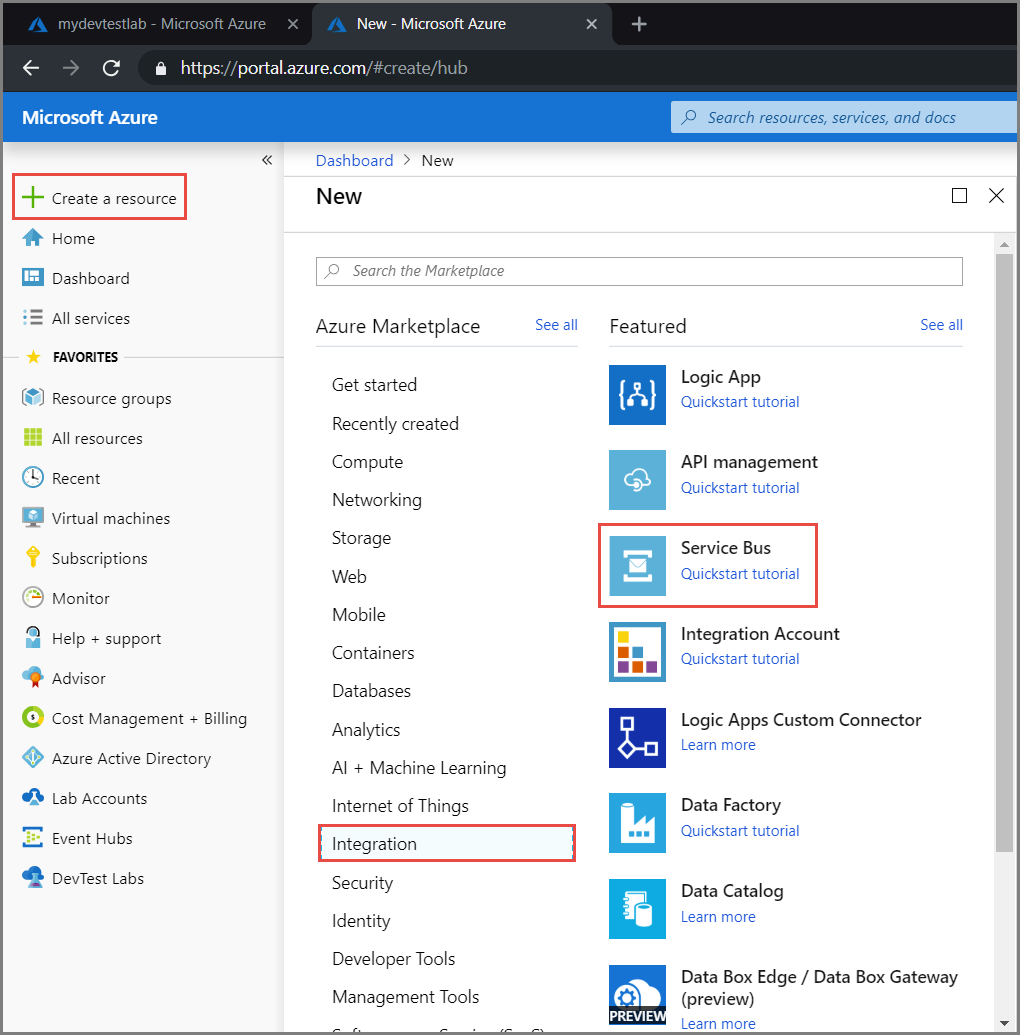 mydevtestlab - Microsoft Azure
New - Microsoft Azure
https://portal.azure.com/#create/hub
Microsoft Azure
Search resources, services, and docs
«
Create a resource
Home
Dashboard
All services
FAVORITES
Resource groups
All resources
Recent
Virtual machines
Subscriptions
Monitor
Help + support
Advisor
Cost Management + Billing
Azure Active Directory
Lab Accounts
Event Hubs
DevTest Labs
Dashboard > New
New
Search the Marketplace
Azure Marketplace
See all
Get started
Recently created
Compute
Networking
Storage
Web
Mobile
Containers
Databases
Analytics
AI + Machine Learning
Internet of Things
Integration
Security
Identity
Developer Tools
Management Tools
Featured
See all
Logic App
Quickstart tutorial
API management
Quickstart tutorial
Service Bus
Quickstart tutorial
Integration Account
Quickstart tutorial
Logic Apps Custom Connector
Learn more
Data Factory
Quickstart tutorial
Data Catalog
Learn more
PREVIEW
Data Box Edge / Data Box Gateway
(preview)
Learn more